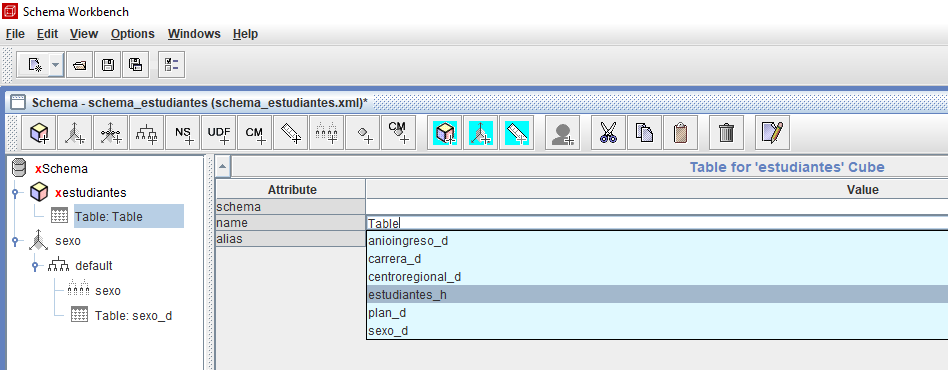 Schema Workbench
File Edit View Options Windows Help
Schema - schema_estudiantes (schema_estudiantes.xml)*
NS UDF CM CM
xSchema
xestudiantes
Table: Table
sexo
default
sexo
Table: sexo_d
Table for 'estudiantes' Cube
Attribute Value
schema
name Table
alias
anioingreso_d
carrera_d
centroregional_d
estudiantes_h
plan_d
sexo_d